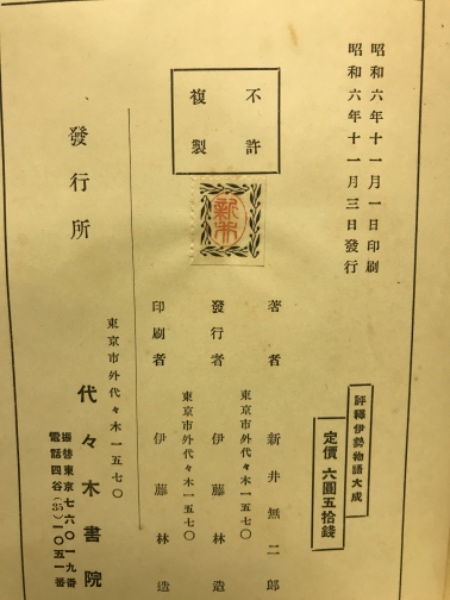 昭和六年十一月一日印刷
昭和六年十一月三日發行
評釋伊勢物語大成
定價 六圓五拾錢
不許
複製
新井
著者 新井無二郎
東京市外代々木一五七〇
發行者 伊藤林造
東京市外代々木一五七〇
印刷者 伊藤林造
東京市外代々木一五七〇
發行所 代々木書院
振替東京七六〇一九番
電話四谷(35)一〇五一番